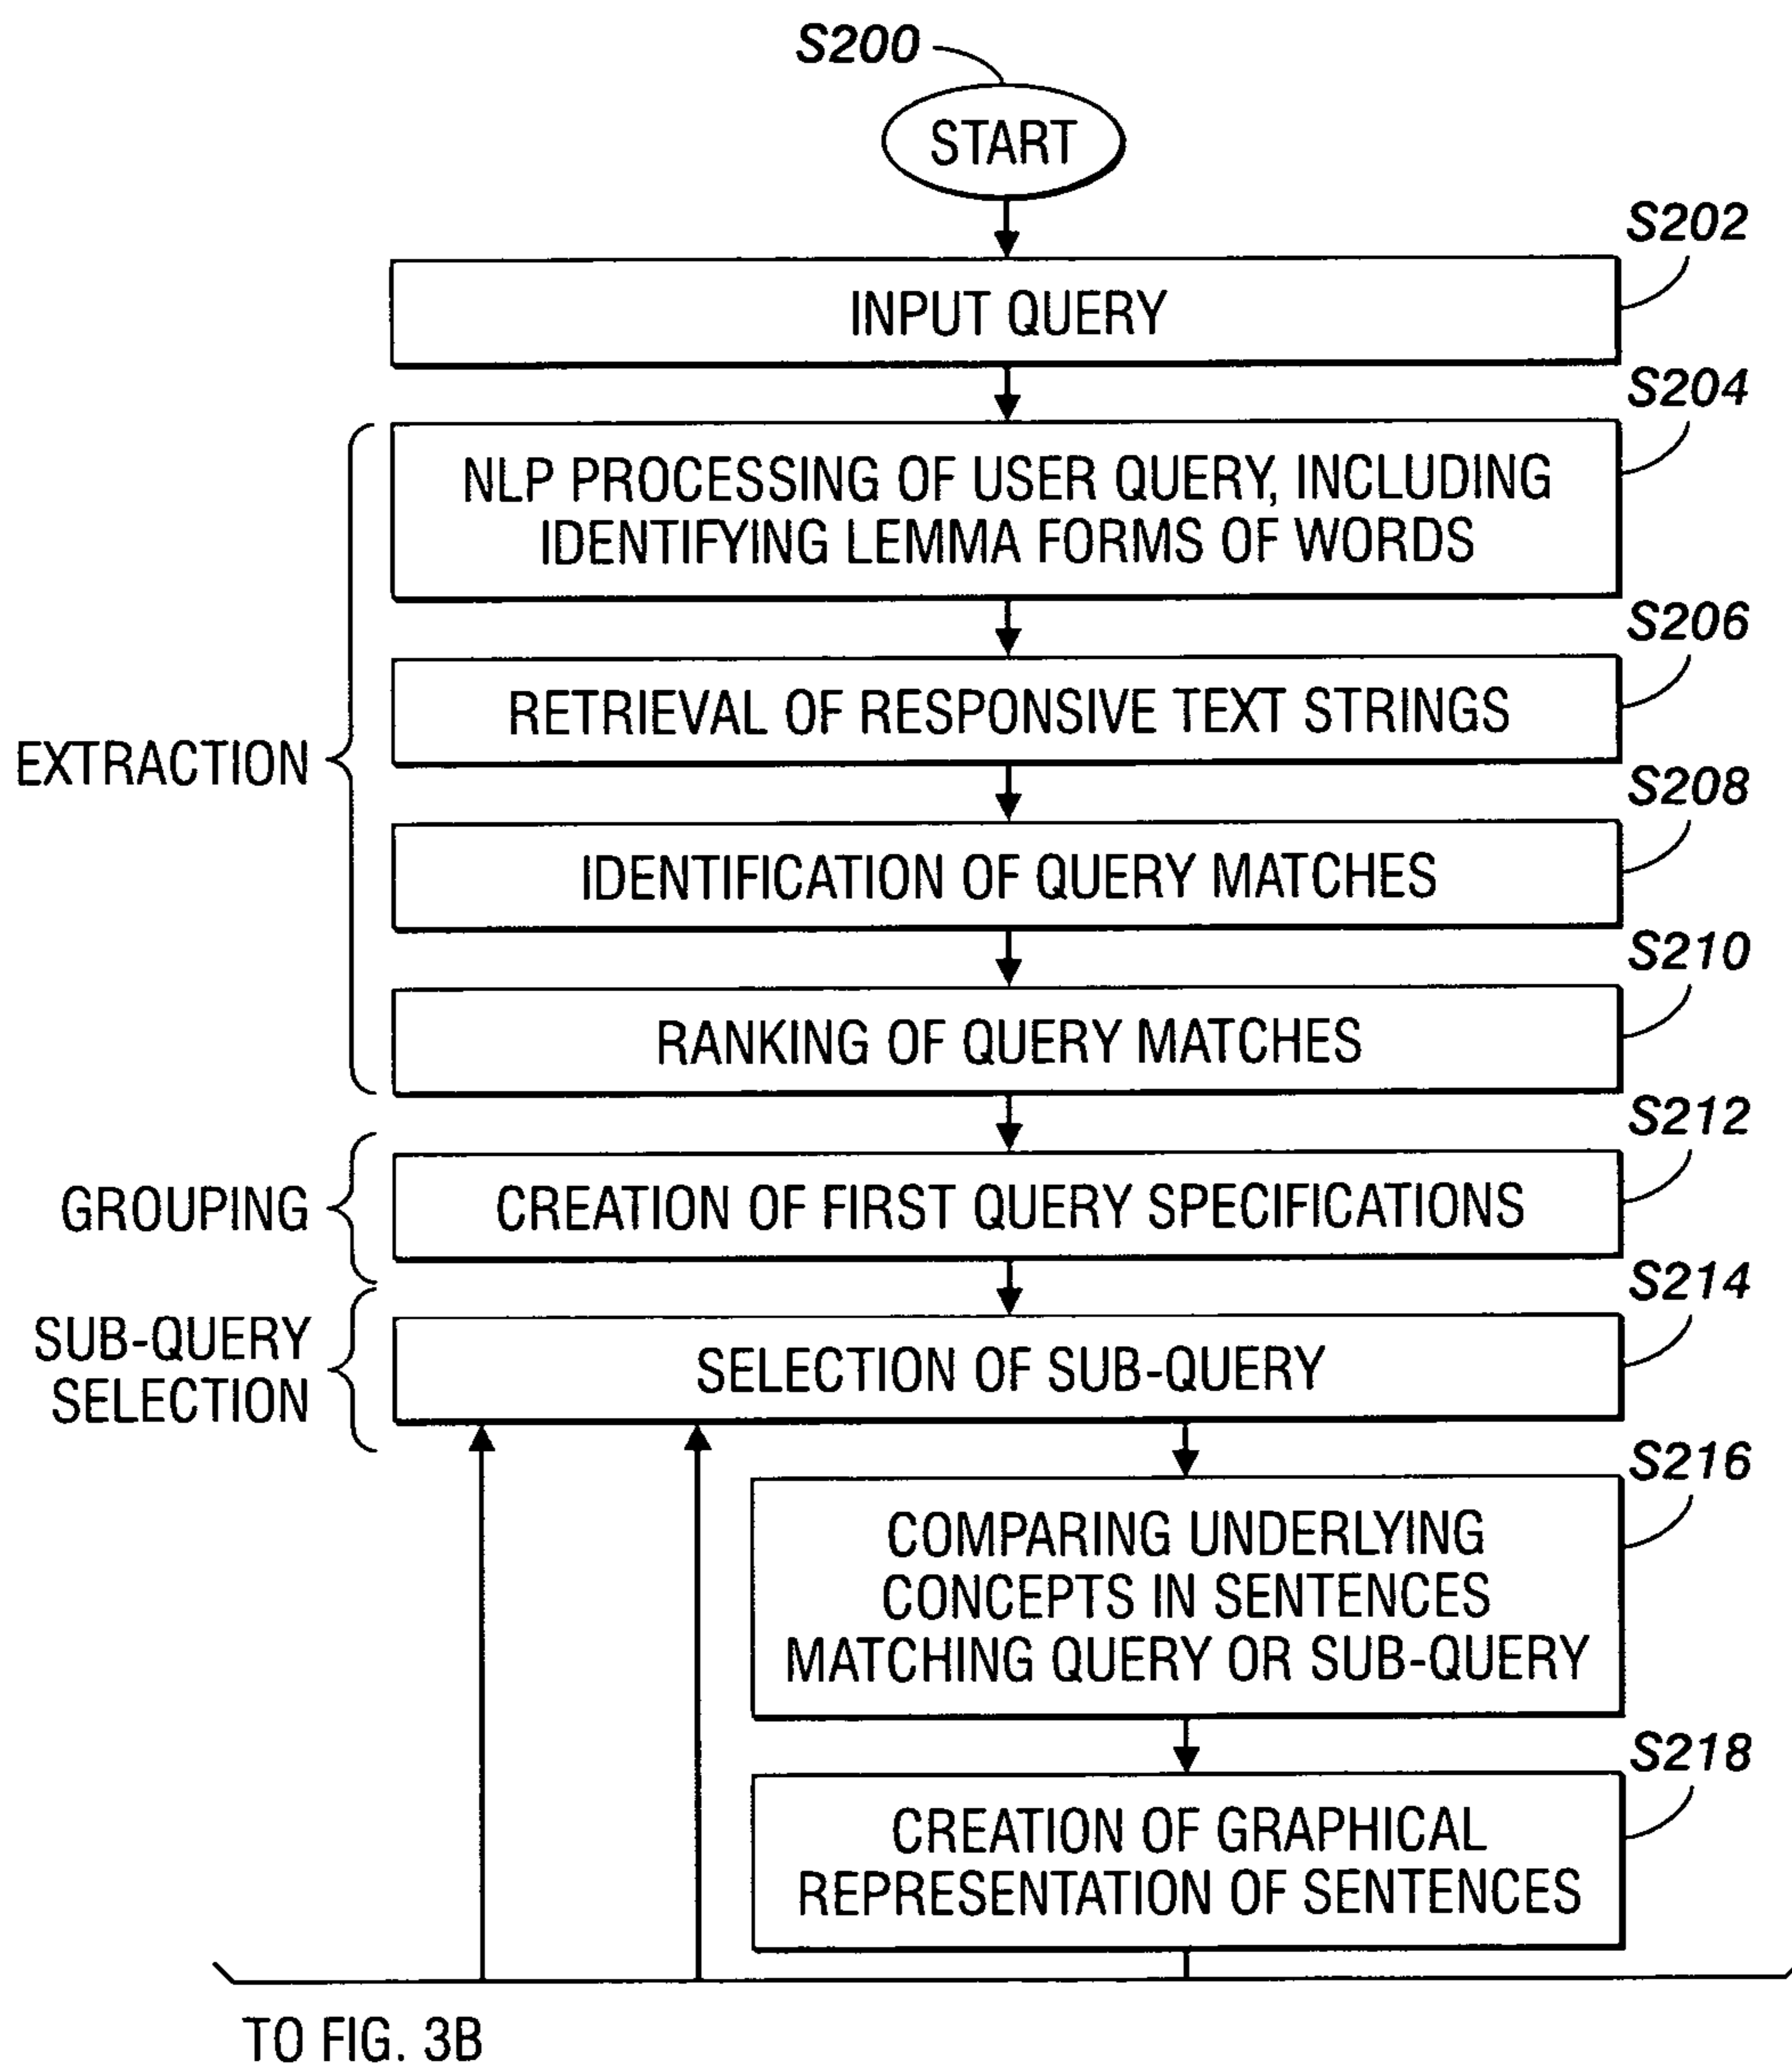 S200
START
S202
INPUT QUERY
S204
NLP PROCESSING OF USER QUERY, INCLUDING
IDENTIFYING LEMMA FORMS OF WORDS
S206
RETRIEVAL OF RESPONSIVE TEXT STRINGS
EXTRACTION
S208
IDENTIFICATION OF QUERY MATCHES
S210
RANKING OF QUERY MATCHES
S212
GROUPING
CREATION OF FIRST QUERY SPECIFICATIONS
S214
SUB-QUERY
SELECTION
SELECTION OF SUB-QUERY
S216
COMPARING UNDERLYING
CONCEPTS IN SENTENCES
MATCHING QUERY OR SUB-QUERY
S218
CREATION OF GRAPHICAL
REPRESENTATION OF SENTENCES
TO FIG. 3B